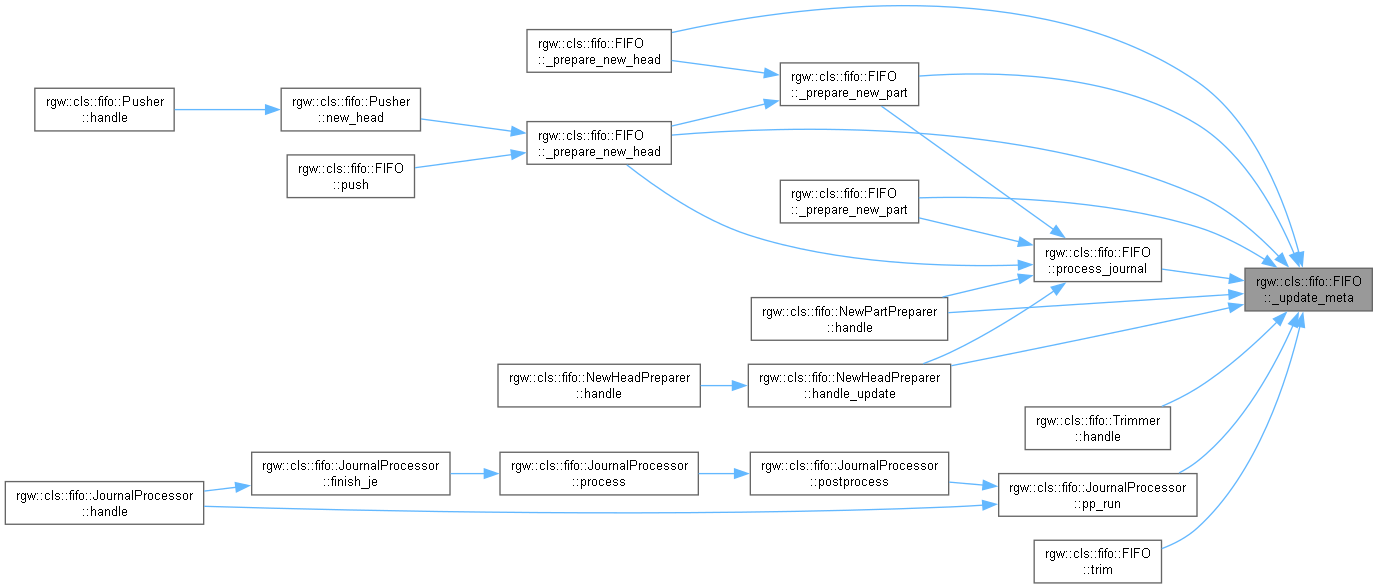 rgw::cls::fifo::FIFO
::_prepare_new_head
rgw::cls::fifo::FIFO
::_prepare_new_part
rgw::cls::fifo::Pusher
::handle
rgw::cls::fifo::Pusher
::new_head
rgw::cls::fifo::FIFO
::_prepare_new_head
rgw::cls::fifo::FIFO
::push
rgw::cls::fifo::FIFO
::_prepare_new_part
rgw::cls::fifo::FIFO
::process_journal
rgw::cls::fifo::FIFO
::_update_meta
rgw::cls::fifo::NewPartPreparer
::handle
rgw::cls::fifo::NewHeadPreparer
::handle
rgw::cls::fifo::NewHeadPreparer
::handle_update
rgw::cls::fifo::Trimmer
::handle
rgw::cls::fifo::JournalProcessor
::finish_je
rgw::cls::fifo::JournalProcessor
::process
rgw::cls::fifo::JournalProcessor
::postprocess
rgw::cls::fifo::JournalProcessor
::handle
rgw::cls::fifo::JournalProcessor
::pp_run
rgw::cls::fifo::FIFO
::trim